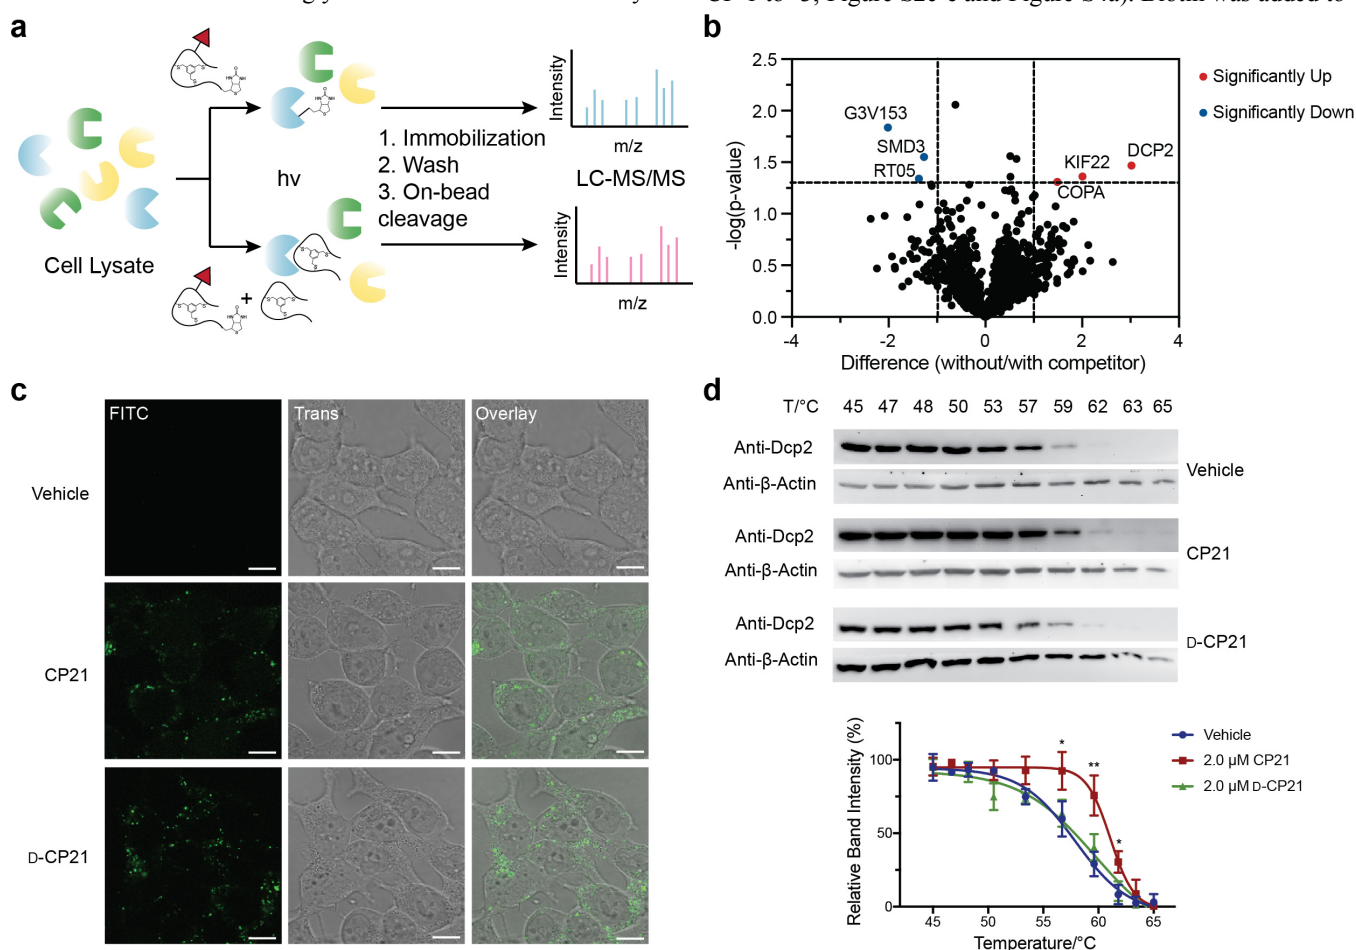 a
Cell Lysate
hv
+
1. Immobilization
2. Wash
3. On-bead
cleavage
Intensity
m/z
LC-MS/MS
Intensity
m/z
b
2.5
2.0
1.5
1.0
0.5
0.0
-4
-2
0
2
4
-log(p-value)
Difference (without/with competitor)
G3V153
SMD3
RT05
DCP2
KIF22
COPA
Significantly Up
Significantly Down
c
FITC
Trans
Overlay
Vehicle
CP21
D-CP21
d
T/°C 45 47 48 50 53 57 59 62 63 65
Anti-Dcp2
Anti-β-Actin
Vehicle
Anti-Dcp2
Anti-β-Actin
CP21
Anti-Dcp2
Anti-β-Actin
D-CP21
Relative Band Intensity (%)
100
50
0
45 50 55 60 65
Temperature/°C
*
**
*
Vehicle
2.0 µM CP21
2.0 µM D-CP21